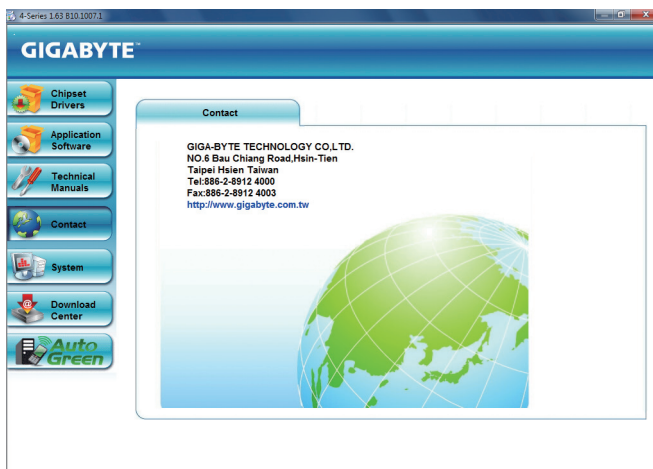 4-Series 1.63 B10.1007.1
GIGABYTE™
Chipset
Drivers
Application
Software
Technical
Manuals
Contact
System
Download
Center
Auto
Green
Contact
GIGA-BYTE TECHNOLOGY CO,LTD.
NO.6 Bau Chiang Road,Hsin-Tien
Taipei Hsien Taiwan
Tel:886-2-8912 4000
Fax:886-2-8912 4003
http://www.gigabyte.com.tw